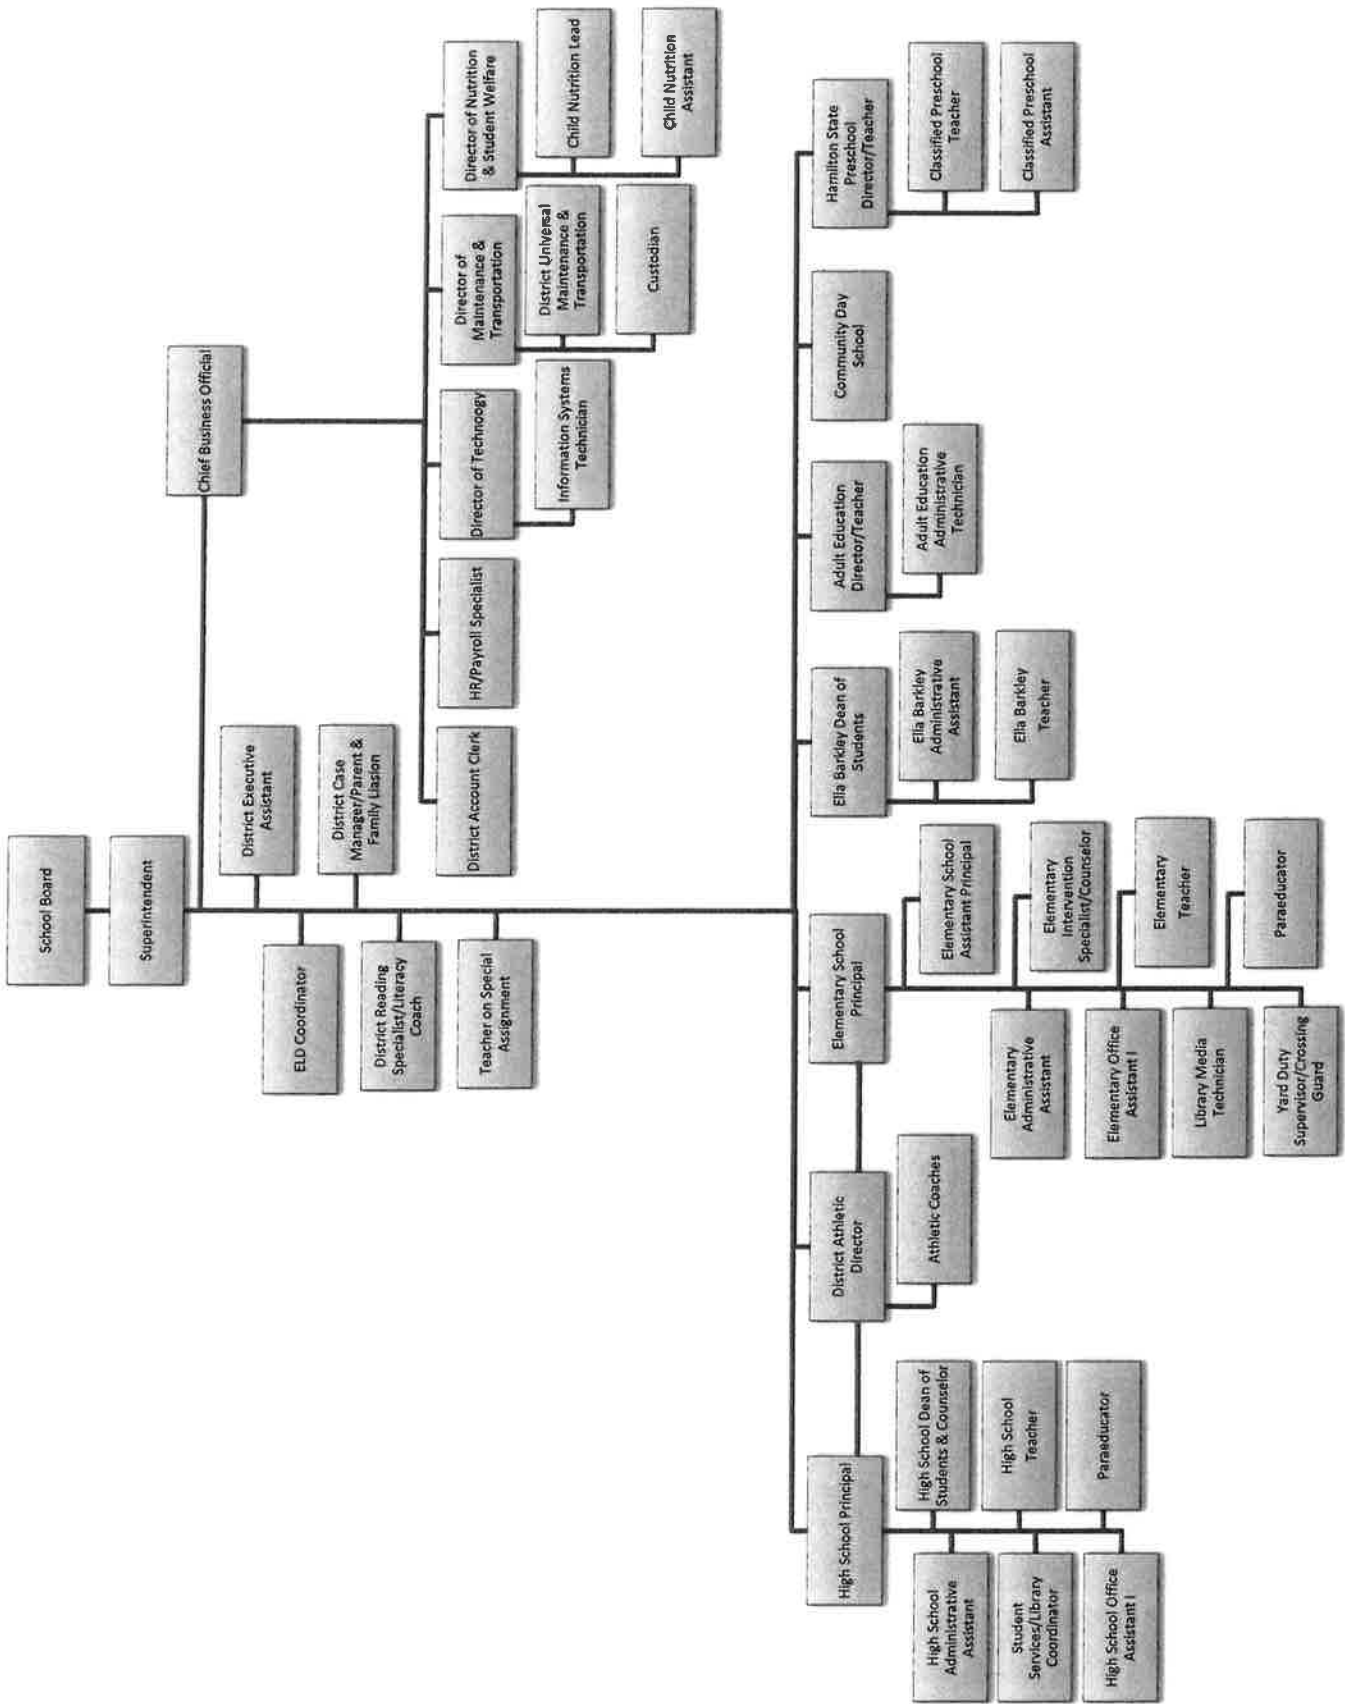 School Board
Superintendent
Chief Business Official
District Executive
Assistant
ELD Coordinator
District Case
Manager/Parent &
Family Liasion
District Reading
Specialist/Literacy
Coach
Teacher on Special
Assignment
District Account Clerk
HR/Payroll Specialist
Director of Technoogy
Information Systems
Technician
Director of
Maintenance &
Transportation
District Universal
Maintenance &
Transportation
Custodian
Director of Nutrition
& Student Welfare
Child Nutrition Lead
Child Nutrition
Assistant
High School Principal
High School Dean of
Students & Counselor
High School
Administrative
Assistant
High School
Teacher
Student
Services/Library
Coordinator
Paraeducator
High School Office
Assistant I
District Athletic
Director
Athletic Coaches
Elementary School
Principal
Elementary School
Assistant Principal
Elementary
Administrative
Assistant
Elementary
Intervention
Specialist/Counselor
Elementary Office
Assistant I
Elementary
Teacher
Library Media
Technician
Paraeducator
Yard Duty
Supervisor/Crossing
Guard
Ella Barkley Dean of
Students
Ella Barkley
Administrative
Assistant
Ella Barkley
Teacher
Adult Education
Director/Teacher
Adult Education
Administrative
Technician
Community Day
School
Hamilton State
Preschool
Director/Teacher
Classified Preschool
Teacher
Classified Preschool
Assistant